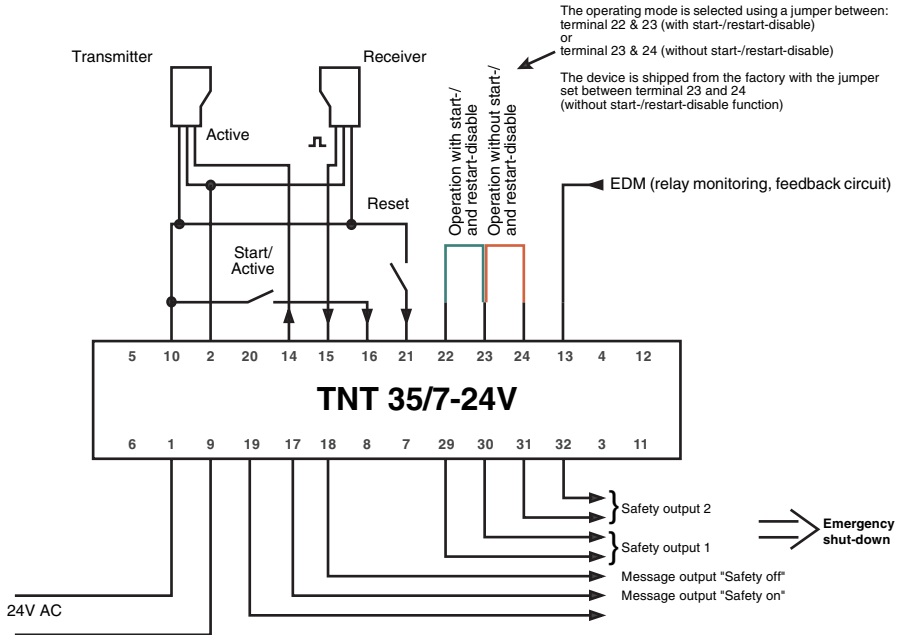 The operating mode is selected using a jumper between:
terminal 22 & 23 (with start-/restart-disable)
or
terminal 23 & 24 (without start-/restart-disable)
The device is shipped from the factory with the jumper
set between terminal 23 and 24
(without start-/restart-disable function)
Transmitter
Receiver
Active
Operation with start-/
and restart-disable
Operation without start-/
and restart-disable
EDM (relay monitoring, feedback circuit)
Reset
Start/
Active
5 10 2 20 14 15 16 21 22 23 24 13 4 12
TNT 35/7-24V
6 1 9 19 17 18 8 7 29 30 31 32 3 11
Safety output 2
Safety output 1
Emergency
shut-down
Message output "Safety off"
Message output "Safety on"
24V AC